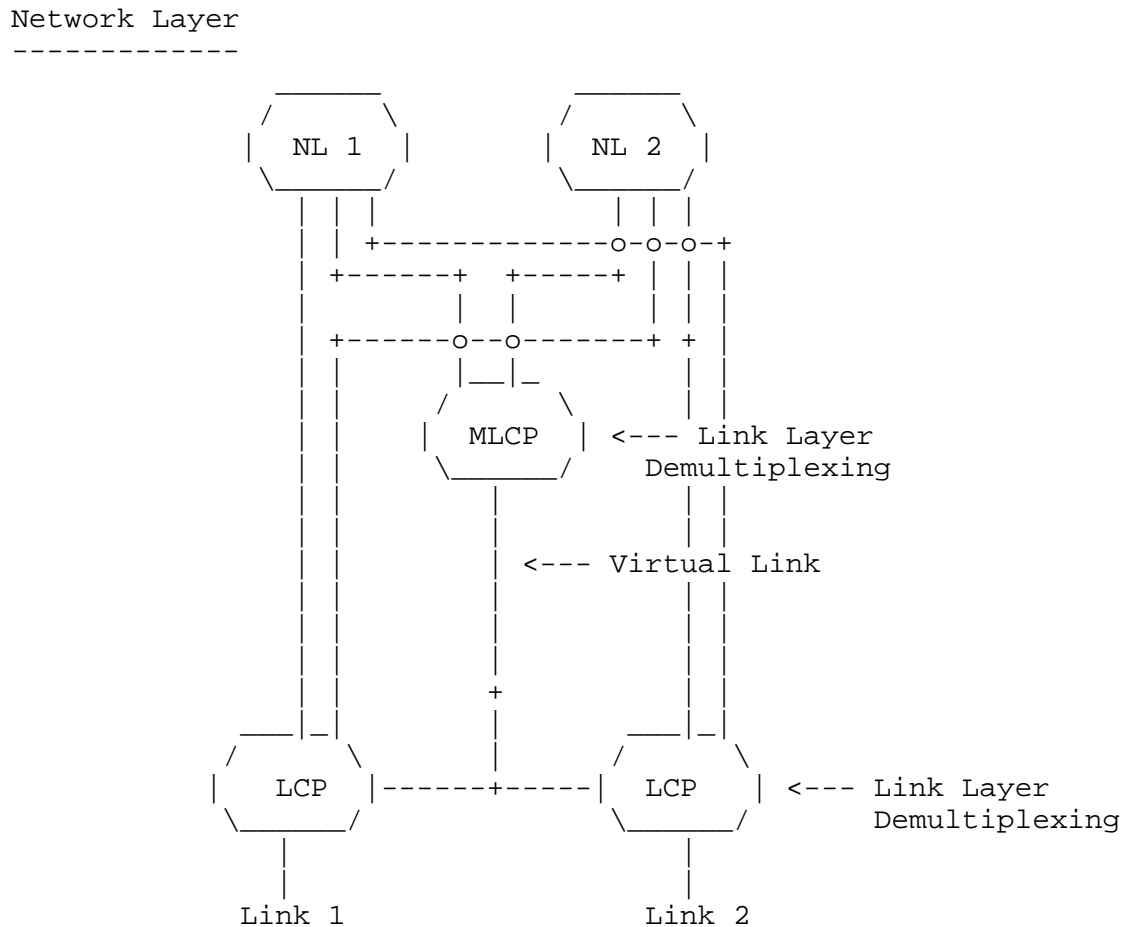 Network Layer
-------------
NL 1 NL 2
MLCP <--- Link Layer
Demultiplexing
<--- Virtual Link
LCP LCP <--- Link Layer
Demultiplexing
Link 1 Link 2